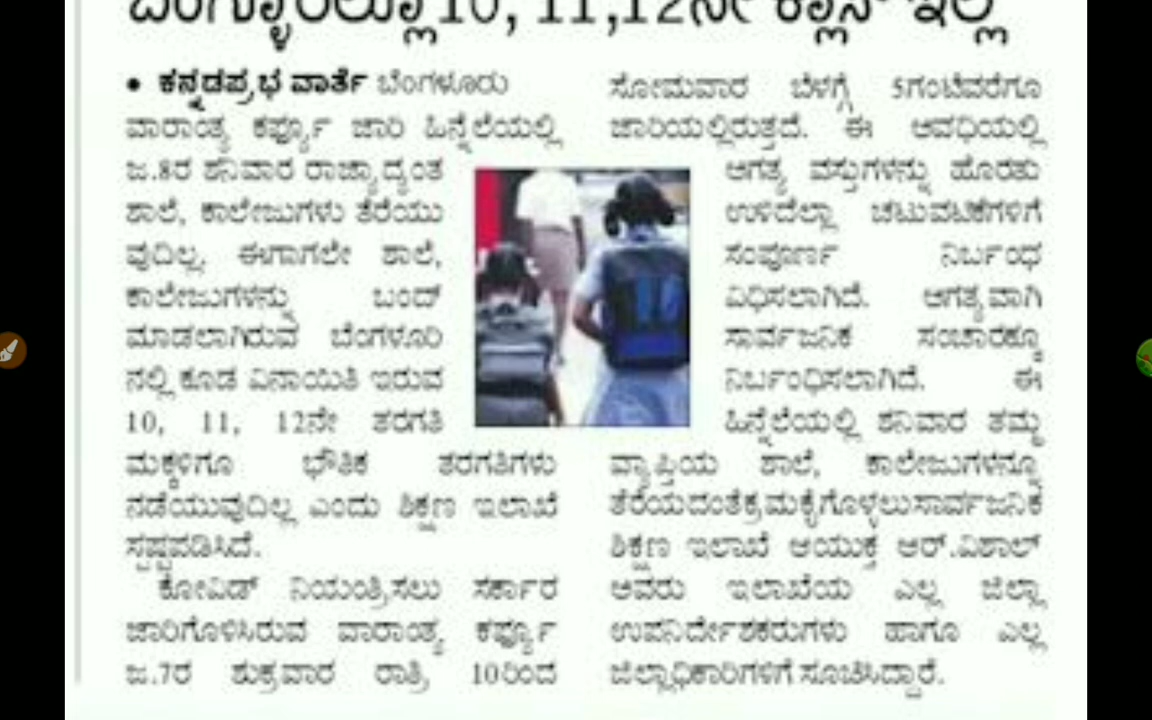 ಬೆಂಗ್ಳೂರಲ್ಲೂ 10, 11,12ನೇ ಕ್ಲಾಸ್ ಇಲ್ಲ
• ಕನ್ನಡಪ್ರಭ ವಾರ್ತೆ ಬೆಂಗಳೂರು
ವಾರಾಂತ್ಯ ಕರ್ಫ್ಯೂ ಜಾರಿ ಹಿನ್ನೆಲೆಯಲ್ಲಿ
ಜ.8ರ ಶನಿವಾರ ರಾಜ್ಯಾದ್ಯಂತ
ಶಾಲೆ, ಕಾಲೇಜುಗಳು ತೆರೆಯು
ವುದಿಲ್ಲ. ಈಗಾಗಲೇ ಶಾಲೆ,
ಕಾಲೇಜುಗಳನ್ನು ಬಂದ್
ಮಾಡಲಾಗಿರುವ ಬೆಂಗಳೂರಿ
ನಲ್ಲಿ ಕೂಡ ವಿನಾಯಿತಿ ಇರುವ
10, 11, 12ನೇ ತರಗತಿ
ಮಕ್ಕಳಿಗೂ ಭೌತಿಕ ತರಗತಿಗಳು
ನಡೆಯುವುದಿಲ್ಲ ಎಂದು ಶಿಕ್ಷಣ ಇಲಾಖೆ
ಸ್ಪಷ್ಟಪಡಿಸಿದೆ.
ಕೋವಿಡ್ ನಿಯಂತ್ರಿಸಲು ಸರ್ಕಾರ
ಜಾರಿಗೊಳಿಸಿರುವ ವಾರಾಂತ್ಯ ಕರ್ಫ್ಯೂ
ಜ.7ರ ಶುಕ್ರವಾರ ರಾತ್ರಿ 10ರಿಂದ
ಸೋಮವಾರ ಬೆಳಗ್ಗೆ 5ಗಂಟೆವರೆಗೂ
ಜಾರಿಯಲ್ಲಿರುತ್ತದೆ. ಈ ಅವಧಿಯಲ್ಲಿ
ಅಗತ್ಯ ವಸ್ತುಗಳನ್ನು ಹೊರತು
ಉಳಿದೆಲ್ಲಾ ಚಟುವಟಿಕೆಗಳಿಗೆ
ಸಂಪೂರ್ಣ ನಿರ್ಬಂಧ
ವಿಧಿಸಲಾಗಿದೆ. ಅಗತ್ಯವಾಗಿ
ಸಾರ್ವಜನಿಕ ಸಂಚಾರಕ್ಕೂ
ನಿರ್ಬಂಧಿಸಲಾಗಿದೆ. ಈ
ಹಿನ್ನೆಲೆಯಲ್ಲಿ ಶನಿವಾರ ತಮ್ಮ
ವ್ಯಾಪ್ತಿಯ ಶಾಲೆ, ಕಾಲೇಜುಗಳನ್ನೂ
ತೆರೆಯದಂತೆ ಕ್ರಮಕೈಗೊಳ್ಳಲು ಸಾರ್ವಜನಿಕ
ಶಿಕ್ಷಣ ಇಲಾಖೆ ಆಯುಕ್ತ ಆರ್.ವಿಶಾಲ್
ಅವರು ಇಲಾಖೆಯ ಎಲ್ಲ ಜಿಲ್ಲಾ
ಉಪನಿರ್ದೇಶಕರುಗಳು ಹಾಗೂ ಎಲ್ಲ
ಜಿಲ್ಲಾಧಿಕಾರಿಗಳಿಗೆ ಸೂಚಿಸಿದ್ದಾರೆ.